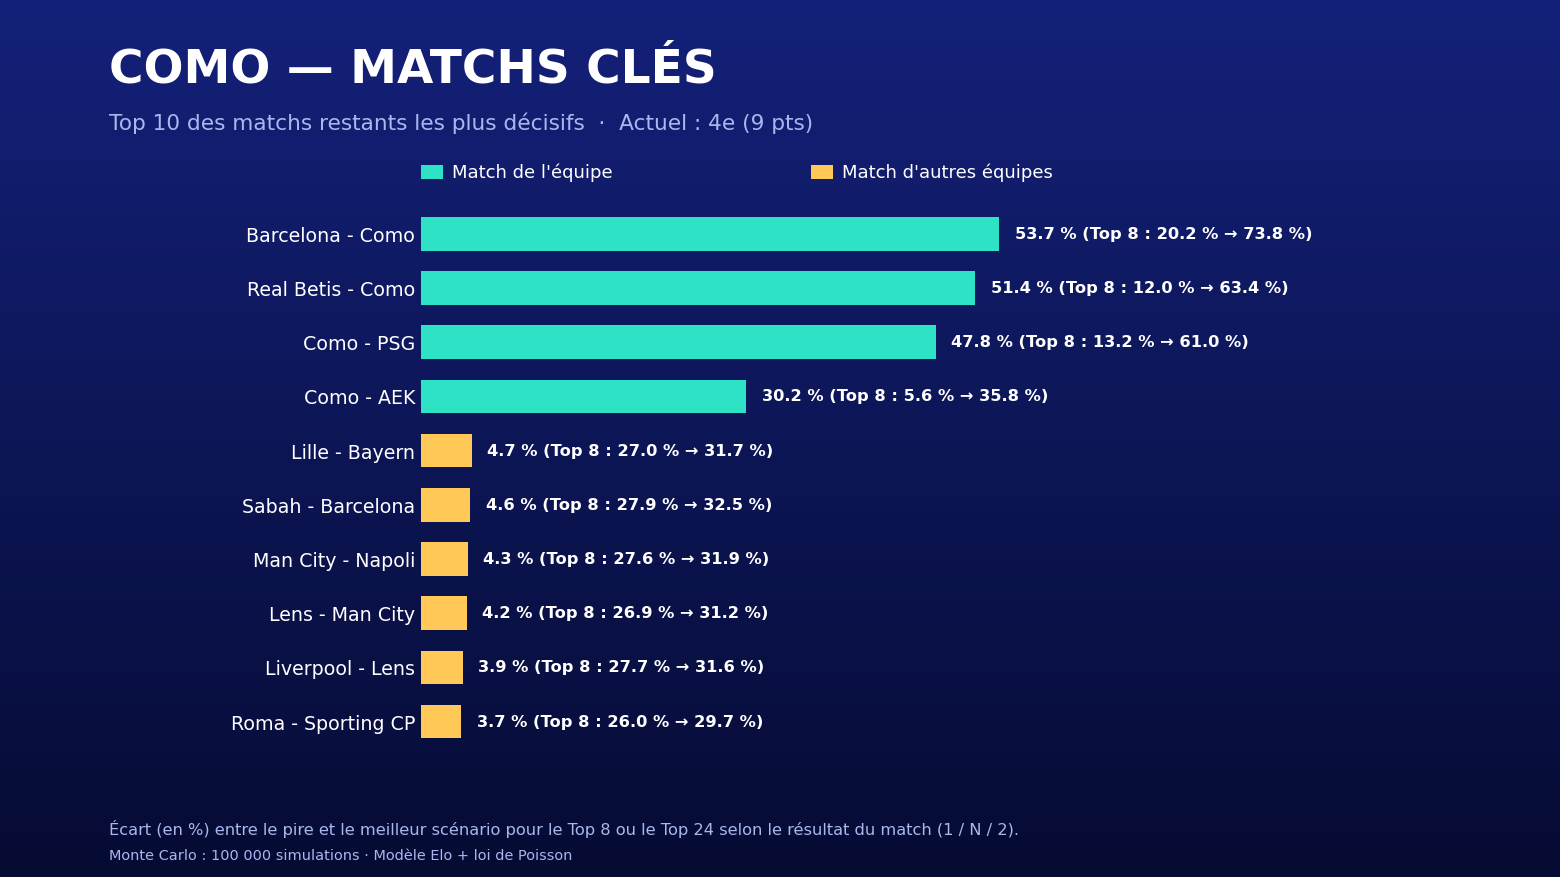 COMO — MATCHS CLÉS
Top 10 des matchs restants les plus décisifs · Actuel : 4e (9 pts)
Match de l'équipe
Match d'autres équipes
Barcelona - Como 53.7 % (Top 8 : 20.2 % → 73.8 %)
Real Betis - Como 51.4 % (Top 8 : 12.0 % → 63.4 %)
Como - PSG 47.8 % (Top 8 : 13.2 % → 61.0 %)
Como - AEK 30.2 % (Top 8 : 5.6 % → 35.8 %)
Lille - Bayern 4.7 % (Top 8 : 27.0 % → 31.7 %)
Sabah - Barcelona 4.6 % (Top 8 : 27.9 % → 32.5 %)
Man City - Napoli 4.3 % (Top 8 : 27.6 % → 31.9 %)
Lens - Man City 4.2 % (Top 8 : 26.9 % → 31.2 %)
Liverpool - Lens 3.9 % (Top 8 : 27.7 % → 31.6 %)
Roma - Sporting CP 3.7 % (Top 8 : 26.0 % → 29.7 %)
Écart (en %) entre le pire et le meilleur scénario pour le Top 8 ou le Top 24 selon le résultat du match (1 / N / 2).
Monte Carlo : 100 000 simulations · Modèle Elo + loi de Poisson